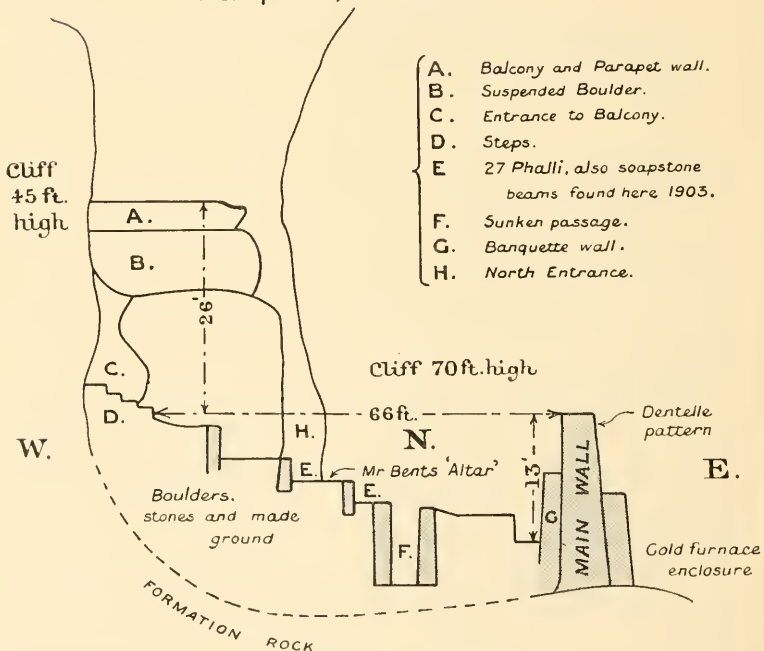 A. Balcony and Parapet wall.
B. Suspended Boulder.
C. Entrance to Balcony.
D. Steps.
E 27 Phalli, also soapstone
beams found here 1903.
F. Sunken passage.
G. Banquette wall.
H. North Entrance.
Cliff
45 ft.
high
A.
B.
26'
C.
D.
Cliff 70 ft. high
66 ft.
Dentelle
pattern
W.
H.
N.
E.
E.
Mr Bents 'Altar'
E.
13'
MAIN WALL
G
F.
Boulders.
stones and made
ground
Gold furnace
enclosure
FORMATION ROCK